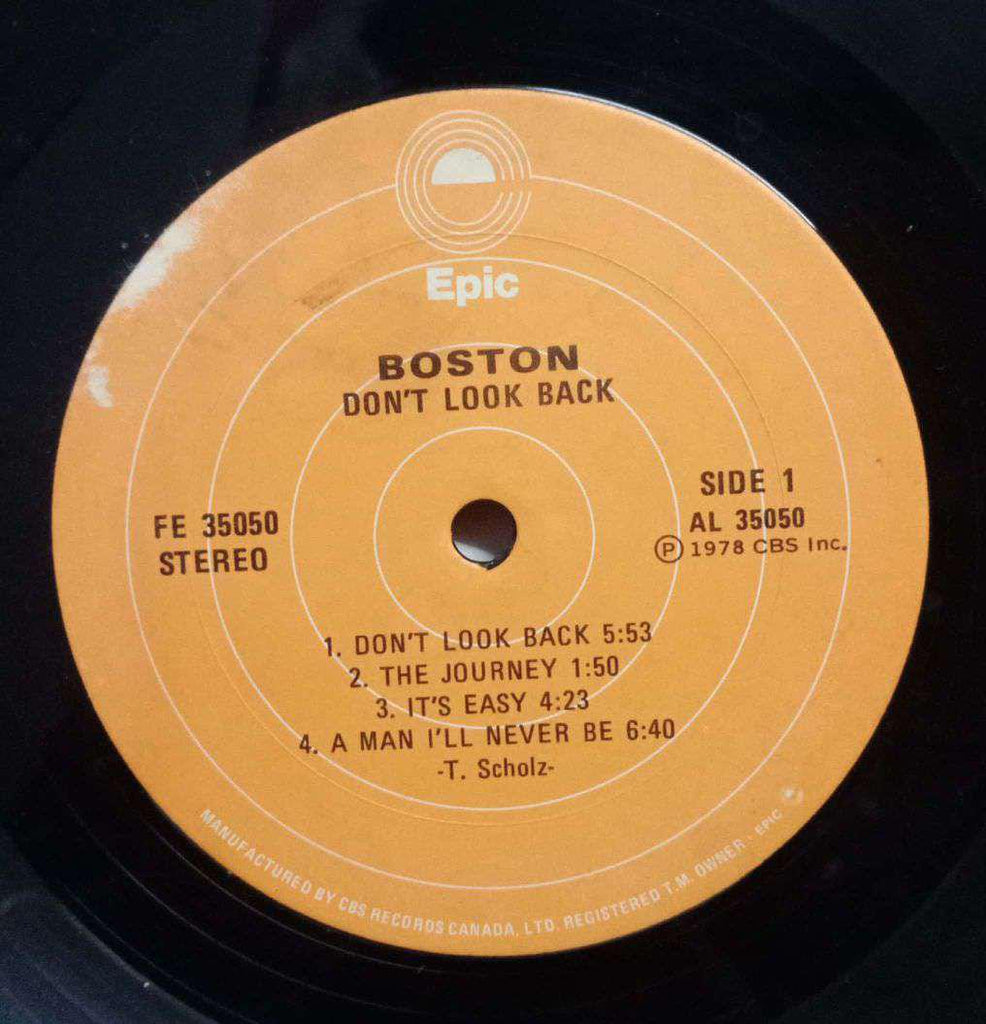 Epic
BOSTON
DON'T LOOK BACK
FE 35050
STEREO
SIDE 1
AL 35050
Ⓟ 1978 CBS Inc.
1. DON'T LOOK BACK 5:53
2. THE JOURNEY 1:50
3. IT'S EASY 4:23
4. A MAN I'LL NEVER BE 6:40
-T. Scholz-
MANUFACTURED BY CBS RECORDS CANADA, LTD. REGISTERED T.M. OWNER - EPIC